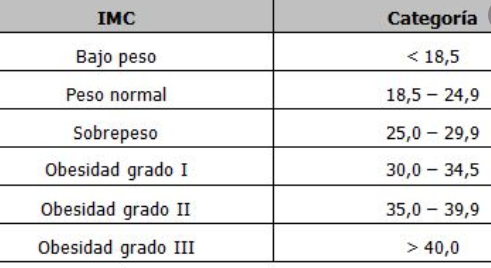 IMC Categoría
Bajo peso < 18,5
Peso normal 18,5 – 24,9
Sobrepeso 25,0 – 29,9
Obesidad grado I 30,0 – 34,5
Obesidad grado II 35,0 – 39,9
Obesidad grado III > 40,0